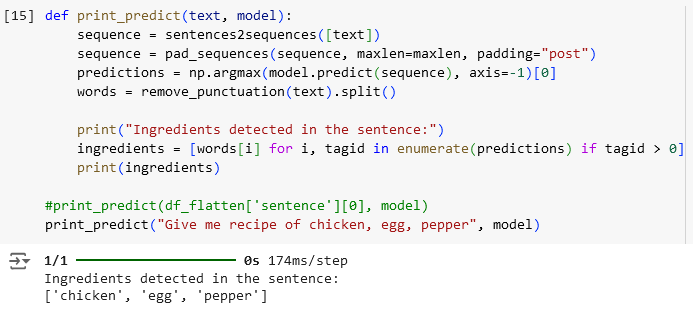 [15] def print_predict(text, model):
    sequence = sentences2sequences([text])
    sequence = pad_sequences(sequence, maxlen=maxlen, padding="post")
    predictions = np.argmax(model.predict(sequence), axis=-1)[0]
    words = remove_punctuation(text).split()
    print("Ingredients detected in the sentence:")
    ingredients = [words[i] for i, tagid in enumerate(predictions) if tagid > 0]
    print(ingredients)
#print_predict(df_flatten['sentence'][0], model)
print_predict("Give me recipe of chicken, egg, pepper", model)
1/1 0s 174ms/step
Ingredients detected in the sentence:
['chicken', 'egg', 'pepper']